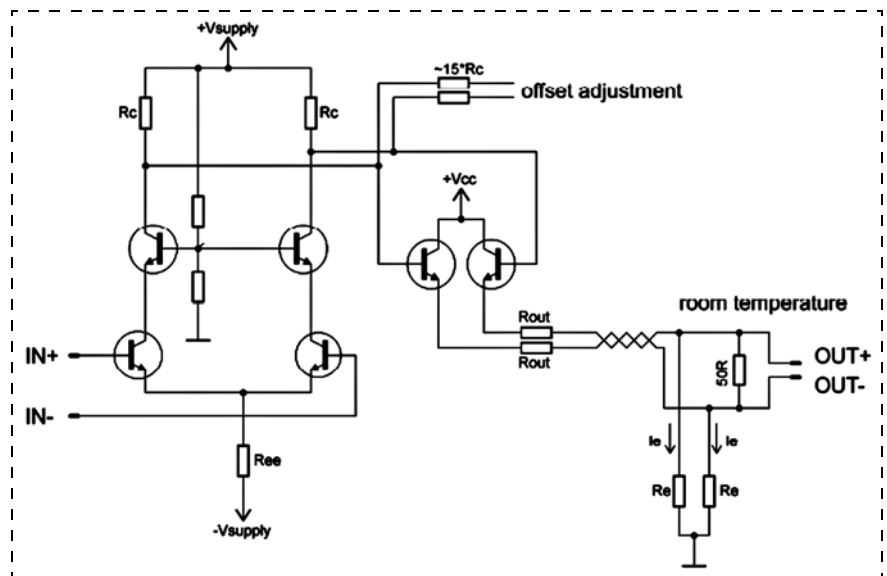 +Vsupply
~15*Rc
offset adjustment
Rc
Rc
+Vcc
room temperature
Rout
Rout
IN+
IN-
50R
OUT+
OUT-
Ie
Ie
Ree
Re
Re
-Vsupply